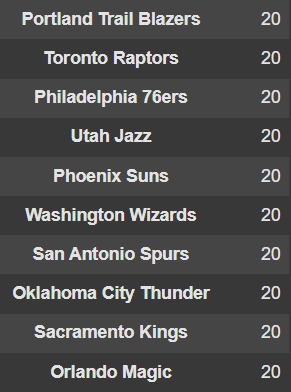 Portland Trail Blazers 20
Toronto Raptors 20
Philadelphia 76ers 20
Utah Jazz 20
Phoenix Suns 20
Washington Wizards 20
San Antonio Spurs 20
Oklahoma City Thunder 20
Sacramento Kings 20
Orlando Magic 20